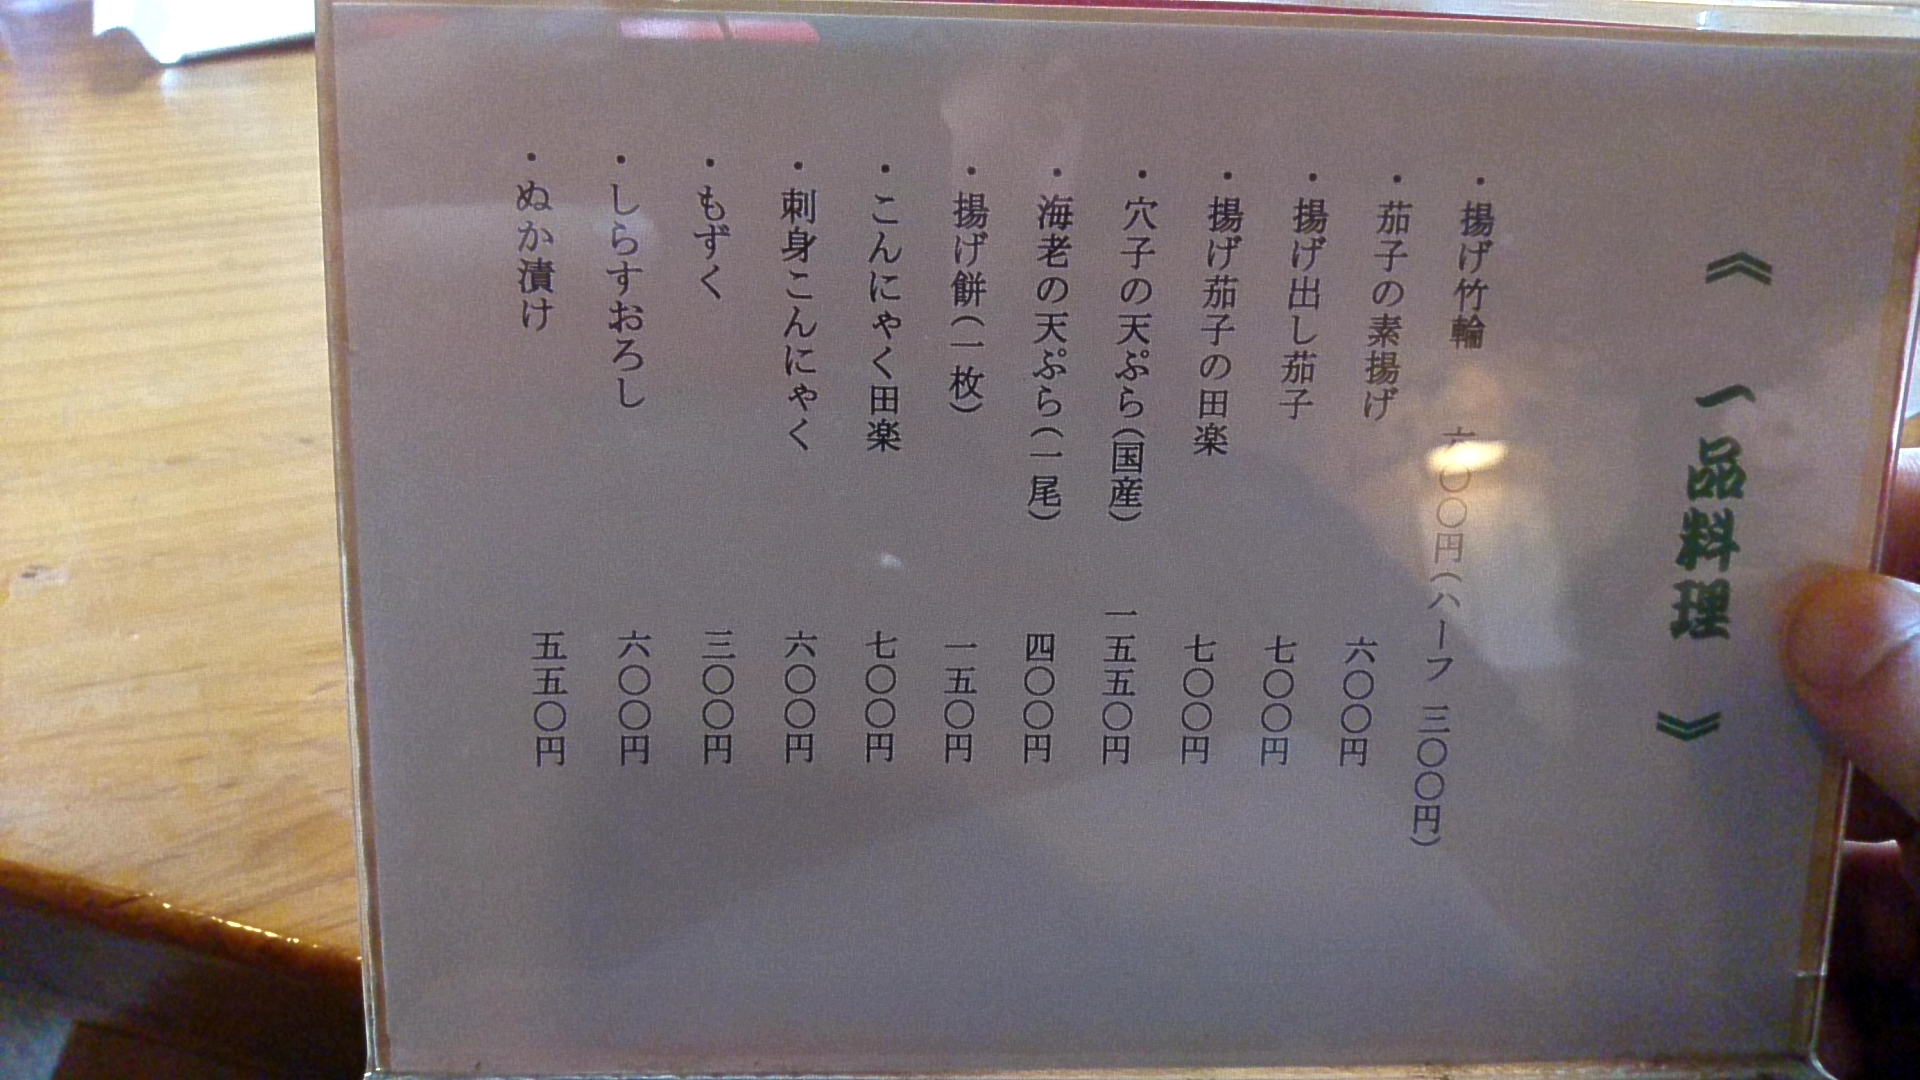 《 一品料理 》
・揚げ竹輪 六〇〇円(ハーフ 三〇〇円)
・茄子の素揚げ 六〇〇円
・揚げ出し茄子 七〇〇円
・揚げ茄子の田楽 七〇〇円
・穴子の天ぷら(国産) 一五五〇円
・海老の天ぷら(一尾) 四〇〇円
・揚げ餅(一枚) 一五〇円
・こんにゃく田楽 七〇〇円
・刺身こんにゃく 六〇〇円
・もずく 三〇〇円
・しらすおろし 六〇〇円
・ぬか漬け 五五〇円